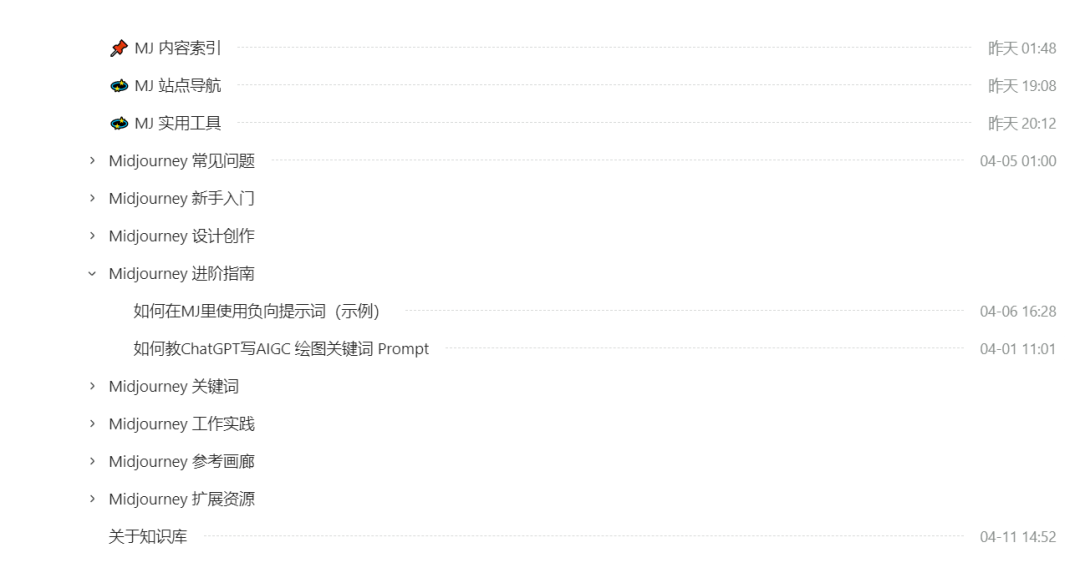 MJ 内容索引 昨天 01:48
MJ 站点导航 昨天 19:08
MJ 实用工具 昨天 20:12
Midjourney 常见问题 04-05 01:00
Midjourney 新手入门
Midjourney 设计创作
Midjourney 进阶指南
如何在MJ里使用负向提示词（示例） 04-06 16:28
如何教ChatGPT写AIGC 绘图关键词 Prompt 04-01 11:01
Midjourney 关键词
Midjourney 工作实践
Midjourney 参考画廊
Midjourney 扩展资源
关于知识库 04-11 14:52